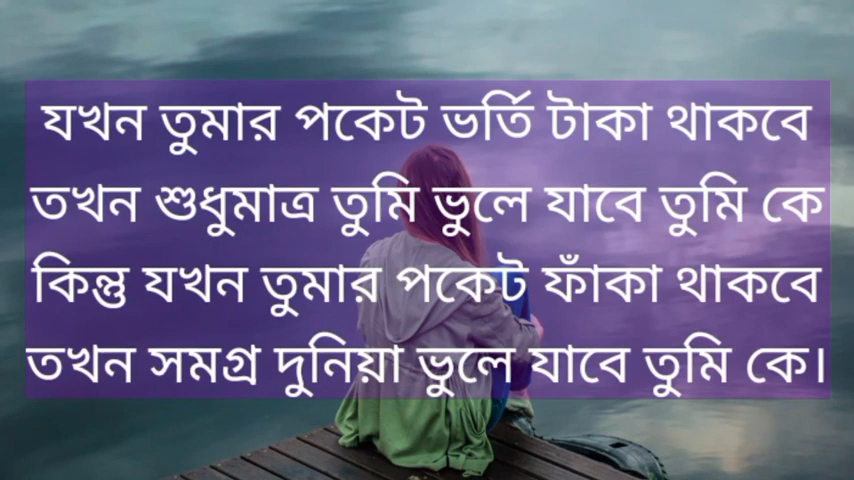 যখন তুমার পকেট ভর্তি টাকা থাকবে
তখন শুধুমাত্র তুমি ভুলে যাবে তুমি কে
কিন্তু যখন তুমার পকেট ফাঁকা থাকবে
তখন সমগ্র দুনিয়া ভুলে যাবে তুমি কে।